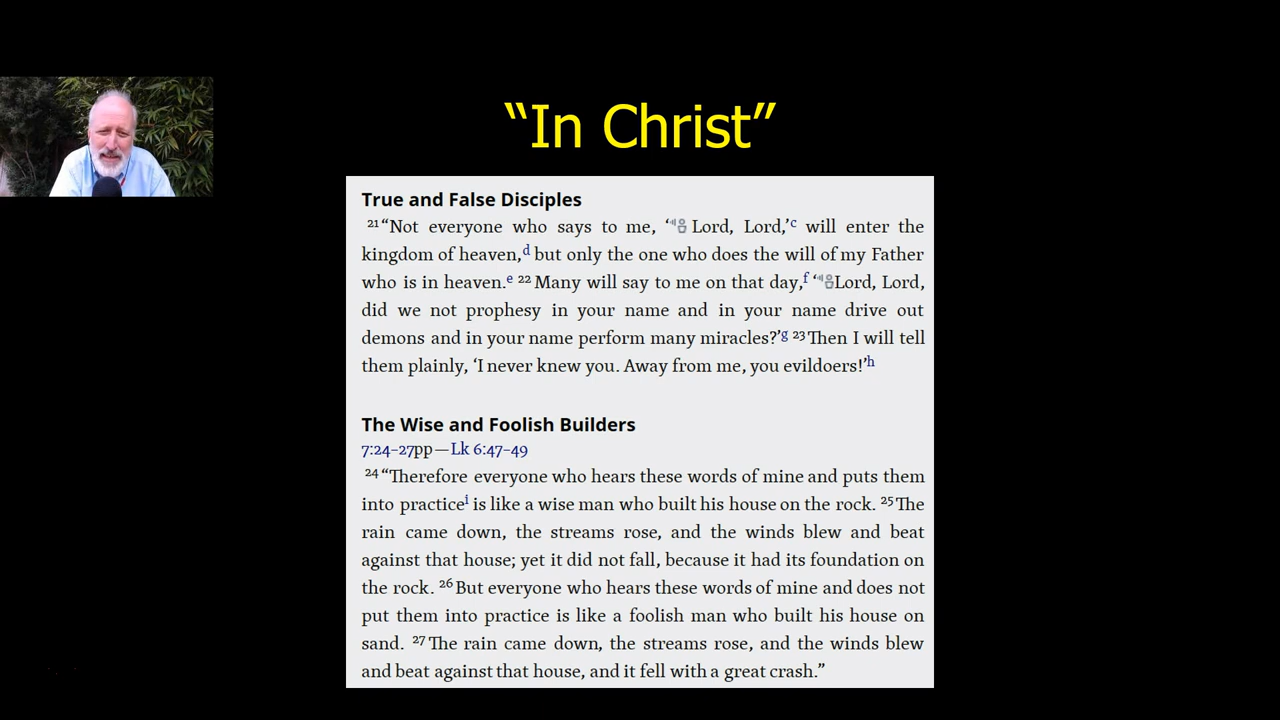 “In Christ”
True and False Disciples
21 “Not everyone who says to me, ‘Lord, Lord,’c will enter the
kingdom of heaven,d but only the one who does the will of my Father
who is in heaven.e 22 Many will say to me on that day,f ‘Lord, Lord,
did we not prophesy in your name and in your name drive out
demons and in your name perform many miracles?’g 23 Then I will tell
them plainly, ‘I never knew you. Away from me, you evildoers!’h
The Wise and Foolish Builders
7:24–27pp—Lk 6:47–49
24 “Therefore everyone who hears these words of mine and puts them
into practicei is like a wise man who built his house on the rock. 25 The
rain came down, the streams rose, and the winds blew and beat
against that house; yet it did not fall, because it had its foundation on
the rock. 26 But everyone who hears these words of mine and does not
put them into practice is like a foolish man who built his house on
sand. 27 The rain came down, the streams rose, and the winds blew
and beat against that house, and it fell with a great crash.”